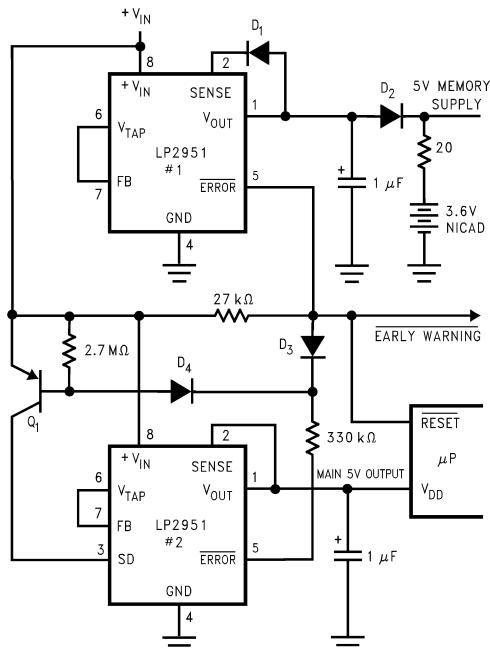 +VIN
D1
8
2
+VIN
SENSE
1
VOUT
D2
5V MEMORY
SUPPLY
6
VTAP
LP2951
#1
20
7
FB
ERROR
5
+
1 µF
3.6V
NICAD
GND
4
27 kΩ
EARLY WARNING
2.7 MΩ
D3
D4
Q1
8
2
330 kΩ
RESET
+VIN
SENSE
µP
6
VTAP
VOUT
1
MAIN 5V OUTPUT
VDD
7
FB
LP2951
#2
3
SD
ERROR
5
+
1 µF
GND
4